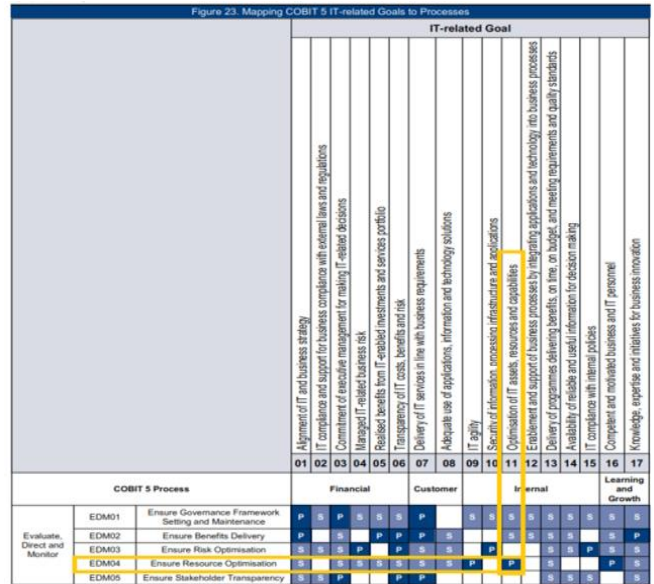 Figure 23. Mapping COBIT 5 IT-related Goals to Processes
IT-related Goal
Alignment of IT and business strategy
IT compliance and support for business compliance with external laws and regulations
Commitment of executive management for making IT-related decisions
Managed IT-related business risk
Realised benefits from IT-enabled investments and services portfolio
Transparency of IT costs, benefits and risk
Delivery of IT services in line with business requirements
Adequate use of applications, information and technology solutions
IT agility
Security of information, processing infrastructure and applications
Optimisation of IT assets, resources and capabilities
Enablement and support of business processes by integrating applications and technology into business processes
Delivery of programmes delivering benefits, on time, on budget, and meeting requirements and quality standards
Availability of reliable and useful information for decision making
IT compliance with internal policies
Competent and motivated business and IT personnel
Knowledge, expertise and initiatives for business innovation
01 02 03 04 05 06 07 08 09 10 11 12 13 14 15 16 17
COBIT 5 Process
Financial
Customer
Internal
Learning
and
Growth
Evaluate,
Direct and
Monitor
EDM01 Ensure Governance Framework
Setting and Maintenance
P S P S S S P S S S S S S S S S
EDM02 Ensure Benefits Delivery
P S P P P S S S S S S P
EDM03 Ensure Risk Optimisation
S S S P P S S P S S P S S
EDM04 Ensure Resource Optimisation
S S S S S S S P P S P S
EDM05 Ensure Stakeholder Transparency
S S P P P S S S